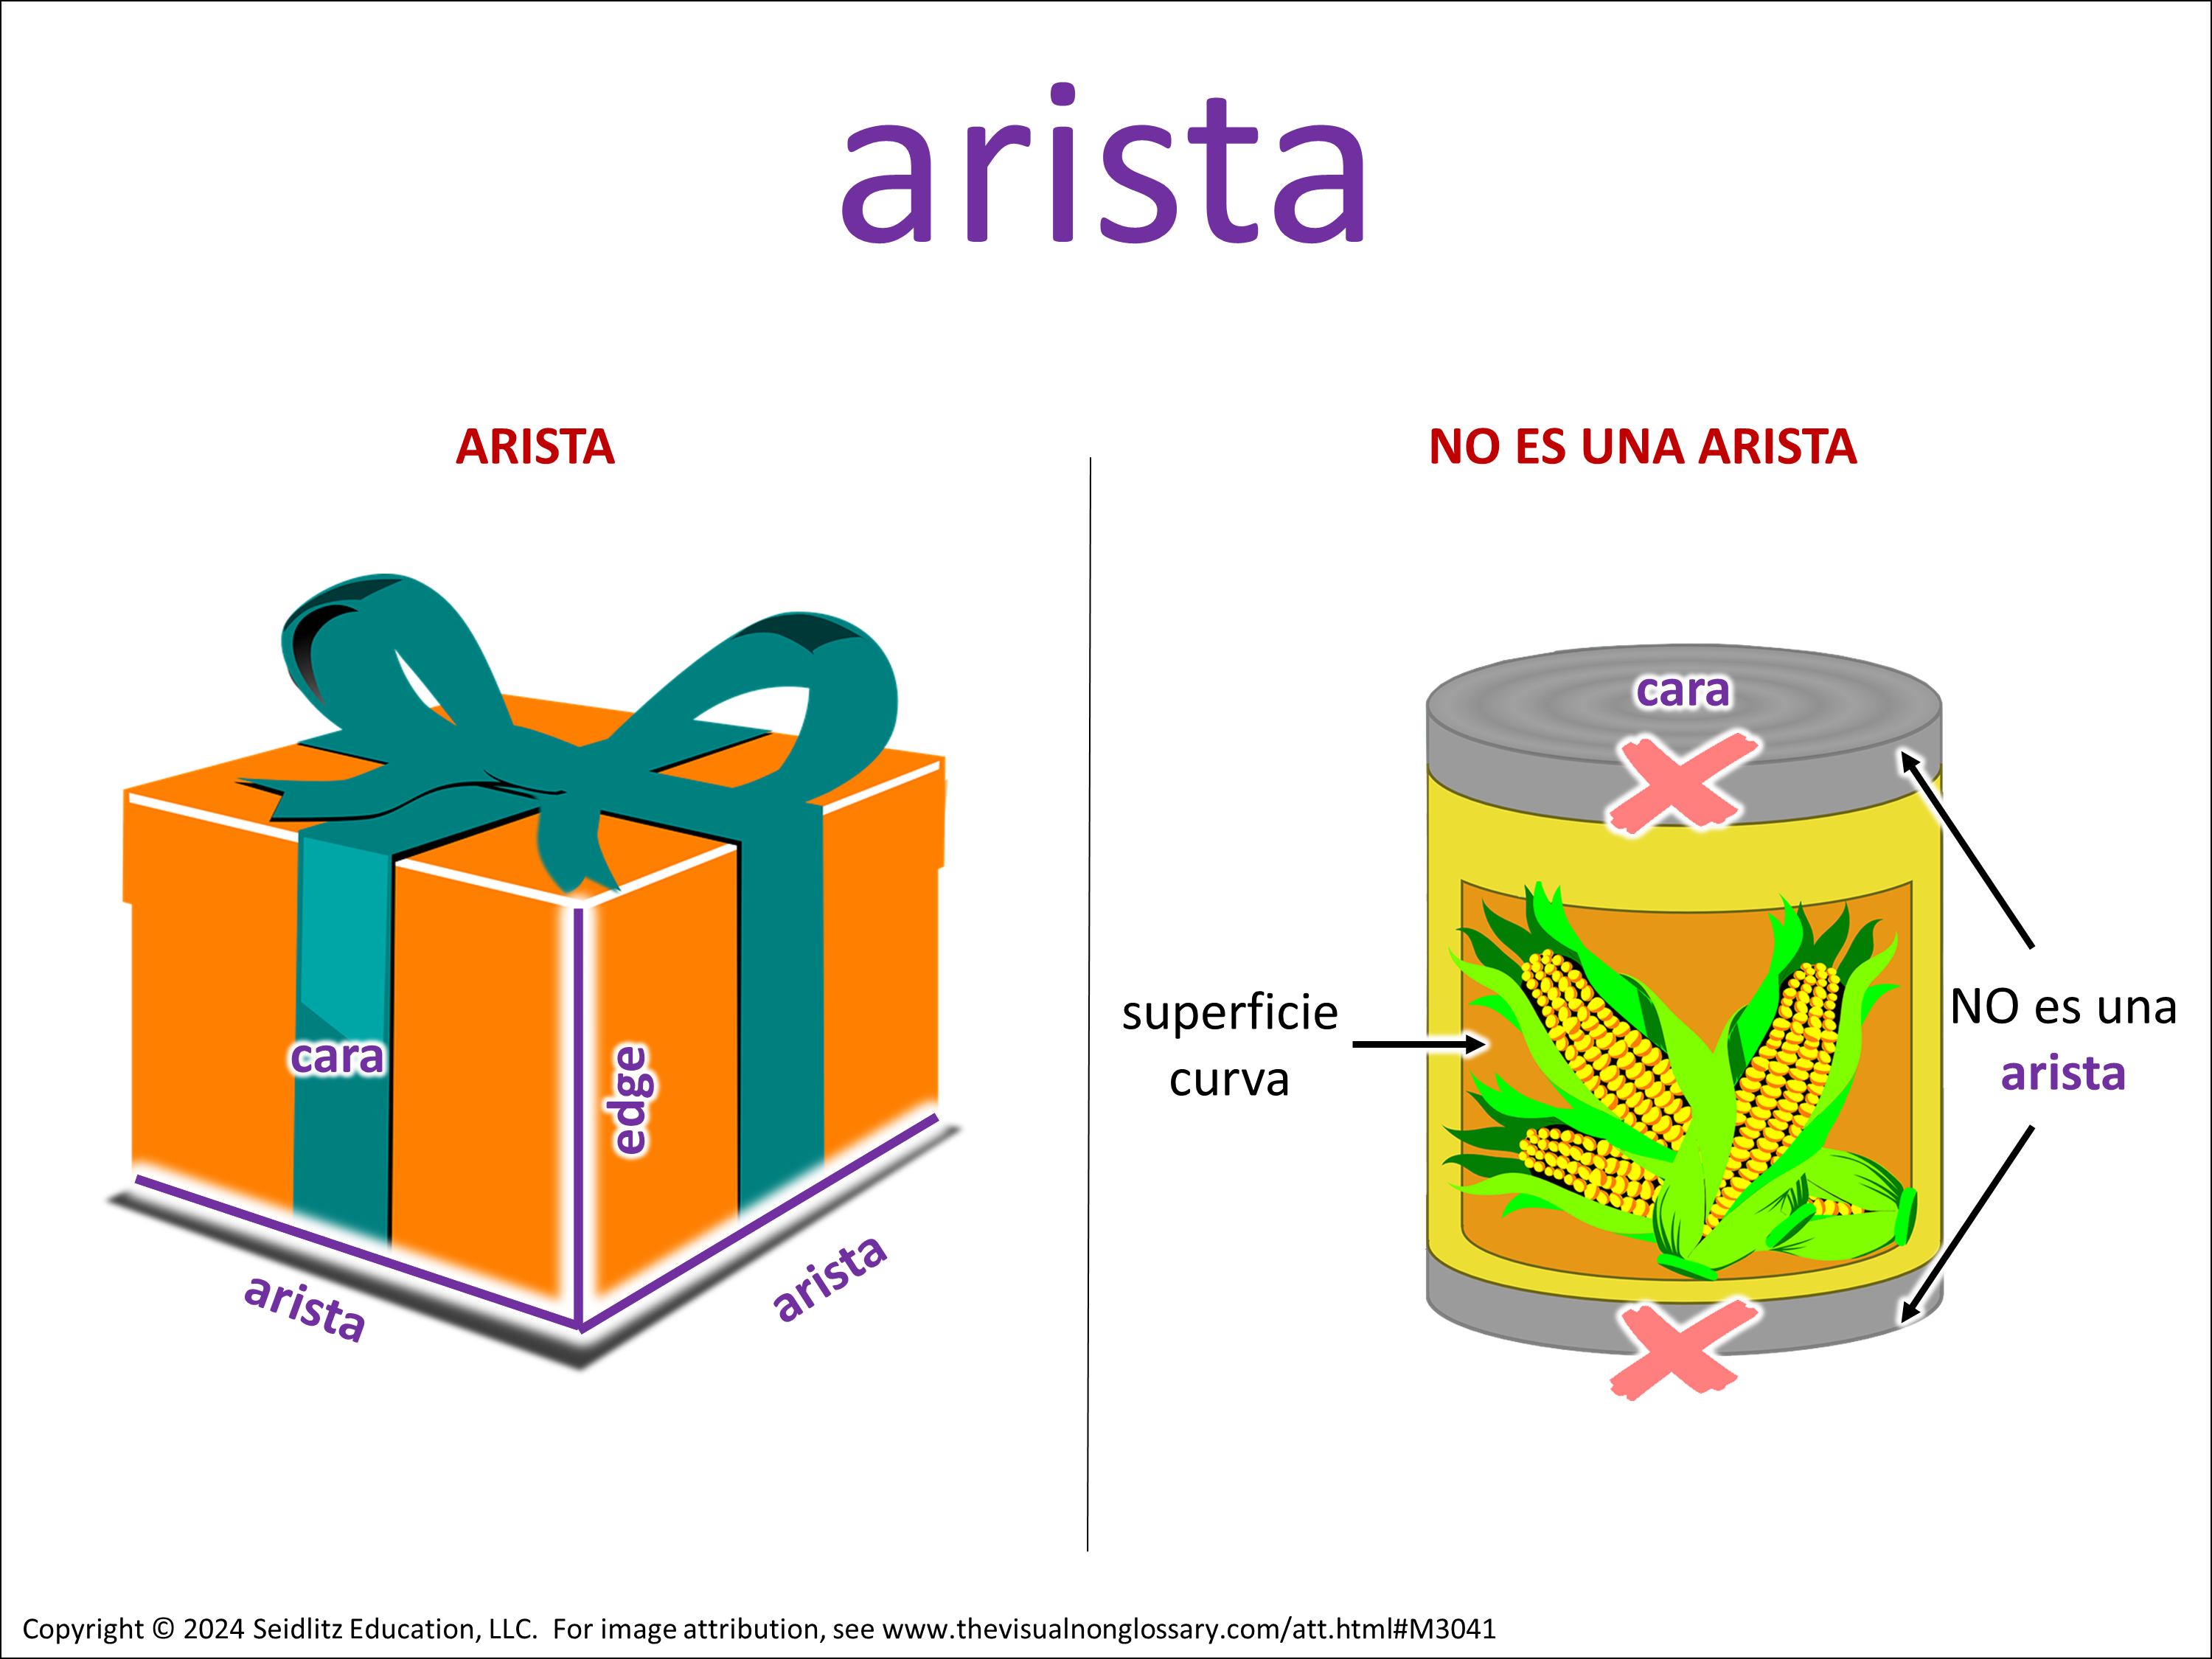 arista
ARISTA
cara
edge
arista
arista
NO ES UNA ARISTA
cara
superficie
curva
NO es una
arista
Copyright © 2024 Seidlitz Education, LLC.  For image attribution, see www.thevisualnonglossary.com/att.html#M3041